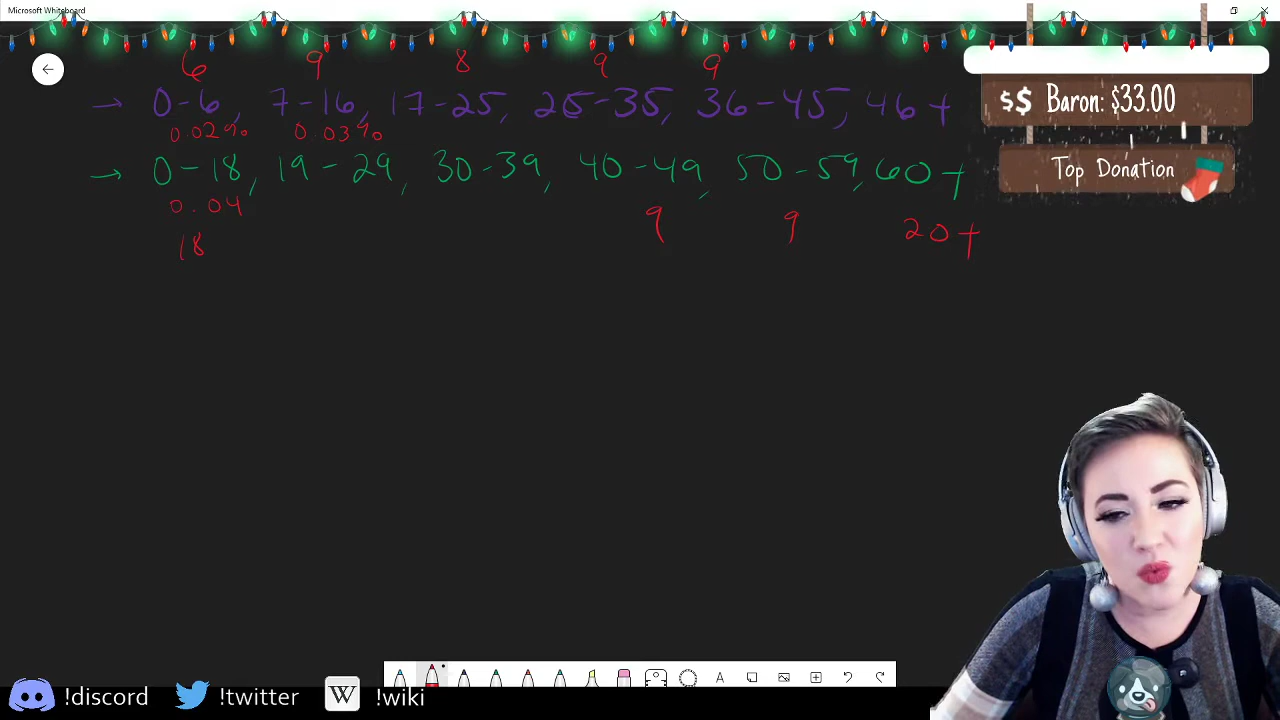 Microsoft Whiteboard
6 9 8 9 9
→ 0-6, 7-16, 17-25, 25-35, 36-45, 46+
0.02% 0.03%
→ 0-18, 19-29, 30-39, 40-49, 50-59, 60+
0.04
18 9 9 20+
$$ Baron: $33.00
Top Donation
!discord !twitter W !wiki